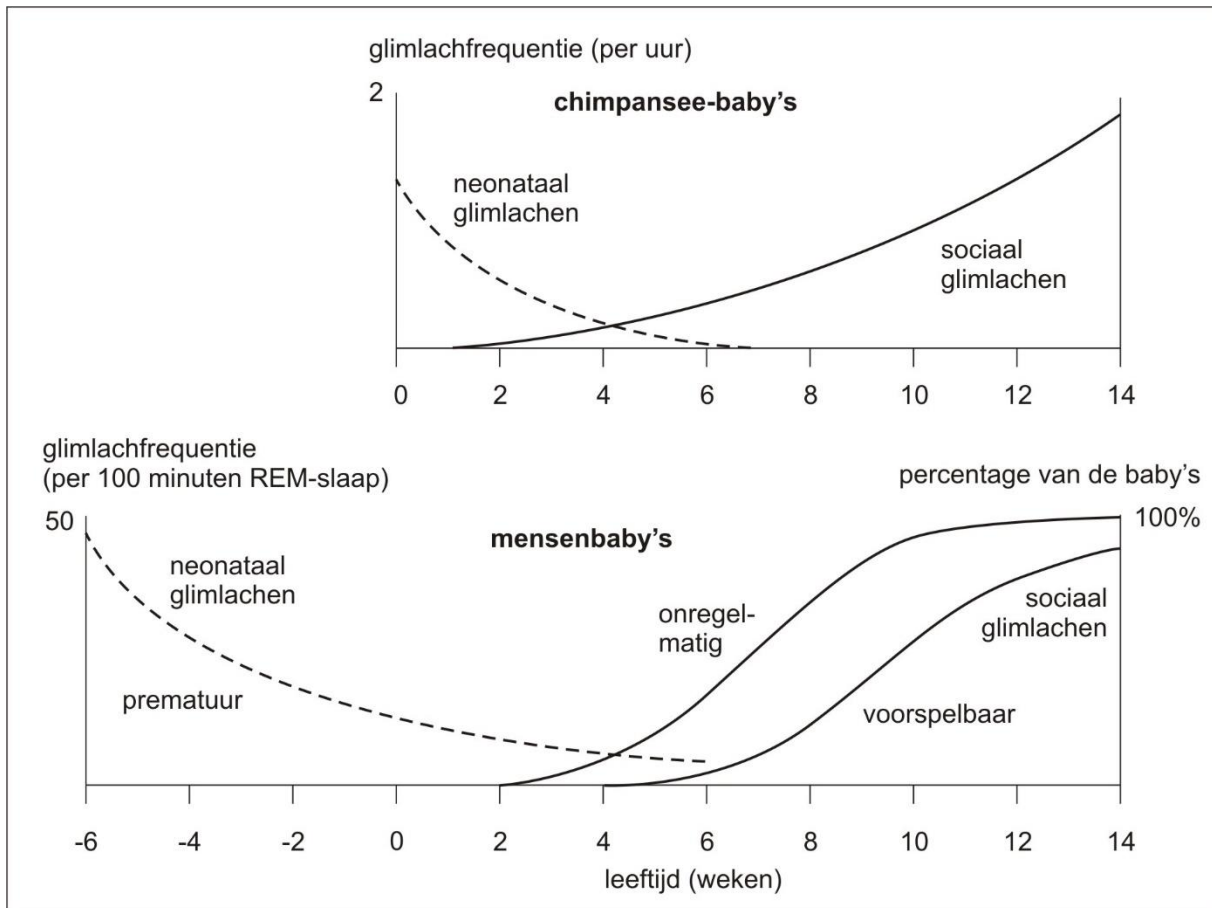 glimlachfrequentie (per uur)
2
chimpansee-baby's
neonataal
glimlachen
sociaal
glimlachen
0 2 4 6 8 10 12 14
glimlachfrequentie
(per 100 minuten REM-slaap)
percentage van de baby's
50
100%
mensenbaby's
neonataal
glimlachen
prematuur
onregel-
matig
sociaal
glimlachen
voorspelbaar
-6 -4 -2 0 2 4 6 8 10 12 14
leeftijd (weken)